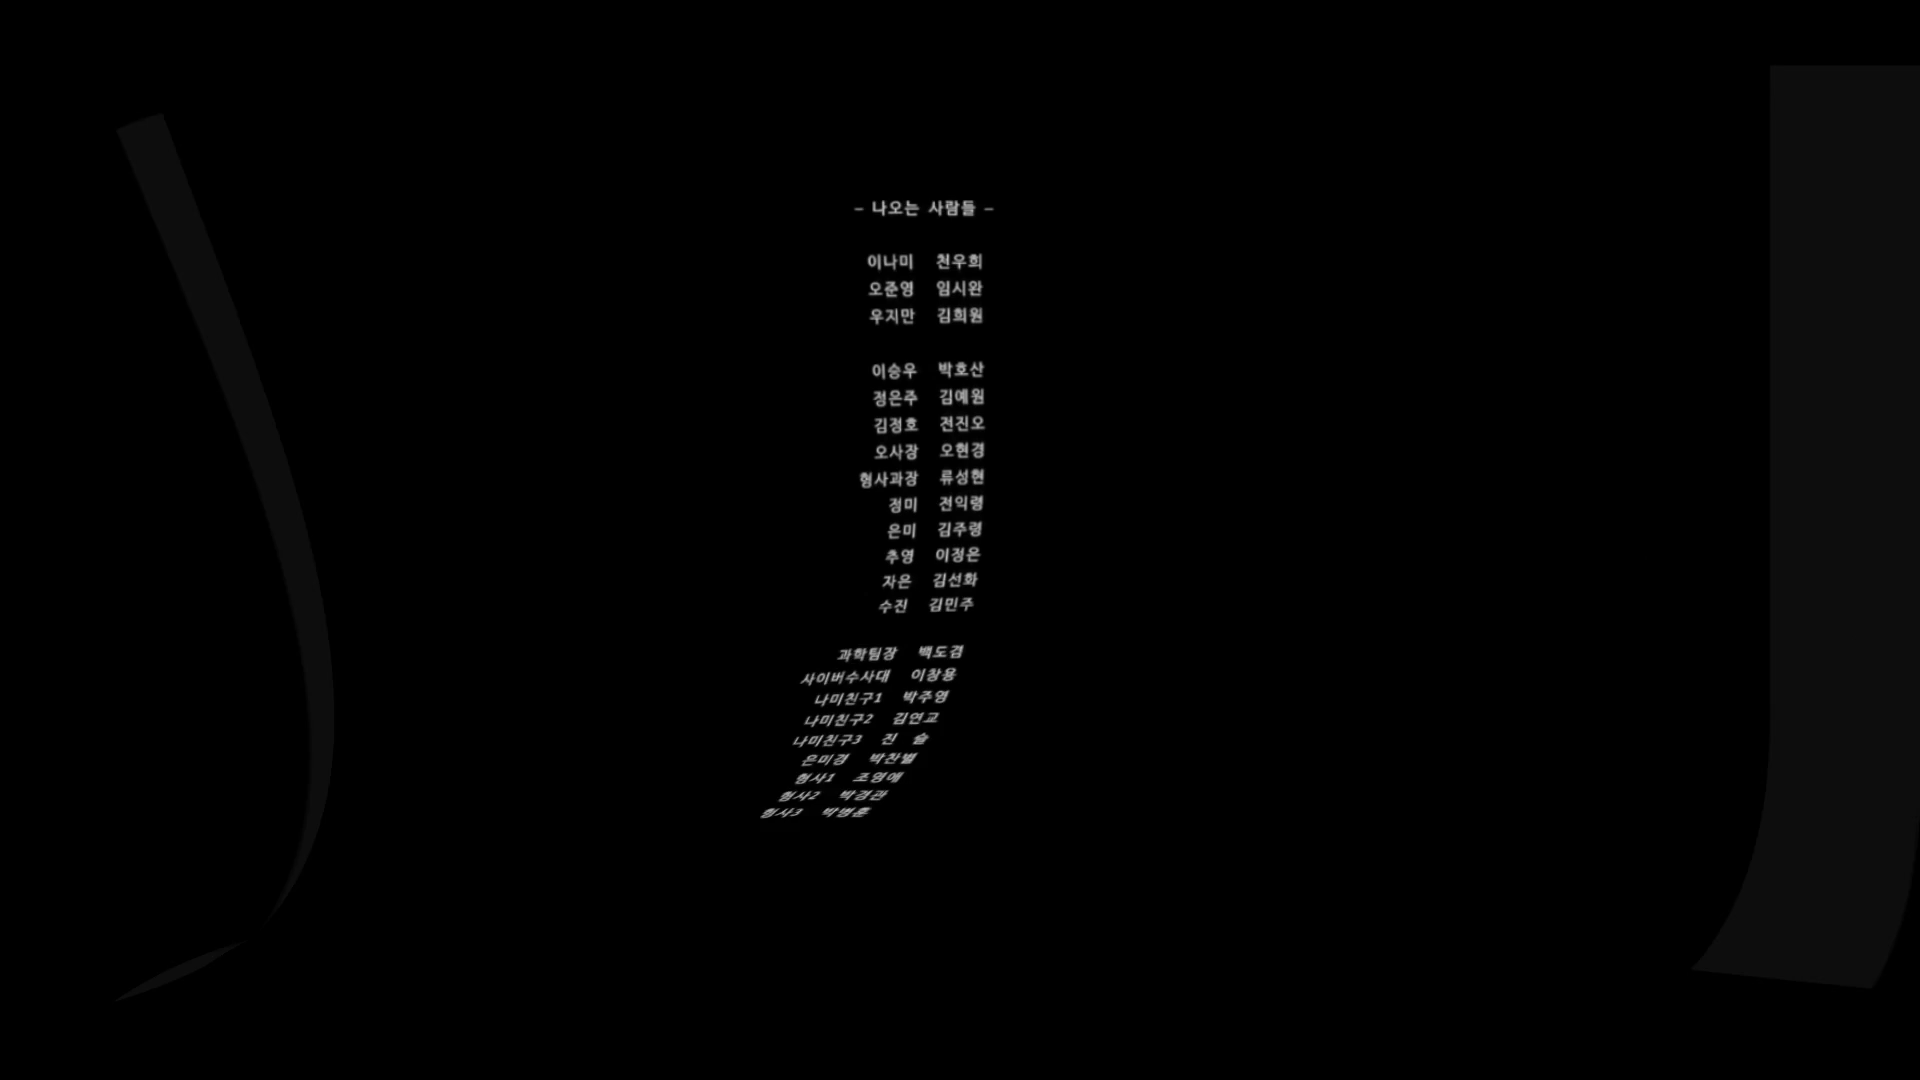 – 나오는 사람들 –
이나미 천우희
오준영 임시완
우지만 김희원
이승우 박호산
정은주 김예원
김정호 전진오
오사장 오현경
형사과장 류성현
정미 전익령
은미 김주령
추영 이정은
자은 김선화
수진 김민주
과학팀장 백도겸
사이버수사대 이창용
나미친구1 박주영
나미친구2 김연교
나미친구3 진 솔
은미경 박찬별
형사1 조영애
형사2 박경관
형사3 박병훈